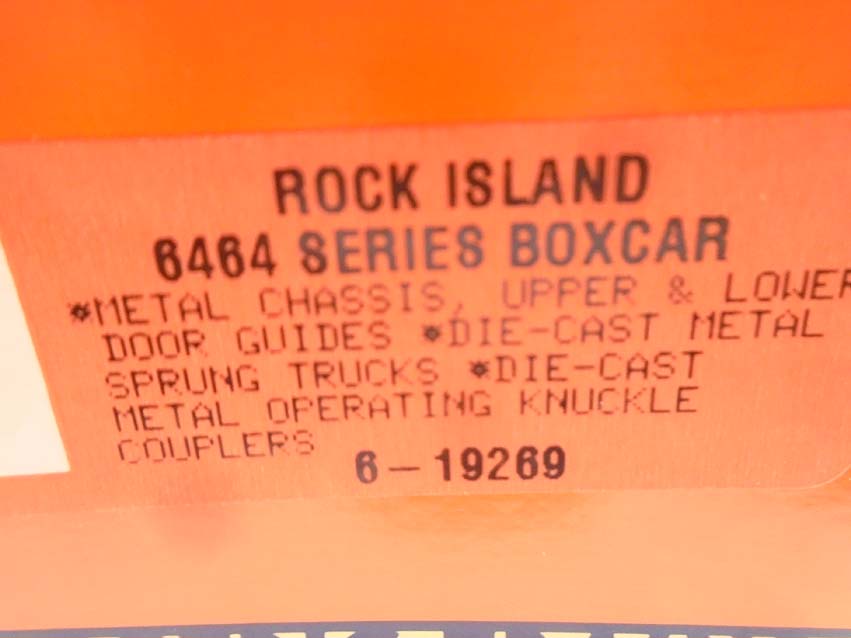 ROCK ISLAND
6464 SERIES BOXCAR
*METAL CHASSIS, UPPER & LOWER
DOOR GUIDES *DIE-CAST METAL
SPRUNG TRUCKS *DIE-CAST
METAL OPERATING KNUCKLE
COUPLERS
6-19269